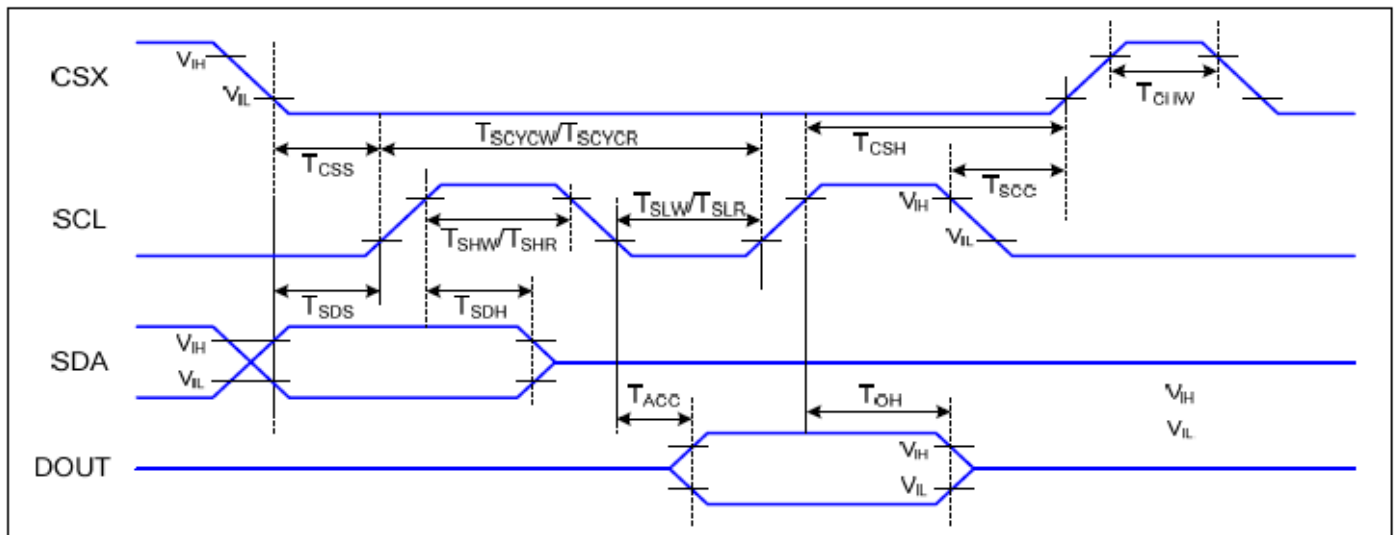 CSX
VIH
VIL
TCHW
TSCYCW/TSCYCR
TCSS
TCSH
TSCC
SCL
TSLW/TSLR
VIH
TSHW/TSHR
VIL
TSDS
TSDH
SDA
VIH
VIL
TACC
TOH
VIH
VIL
DOUT
VIH
VIL